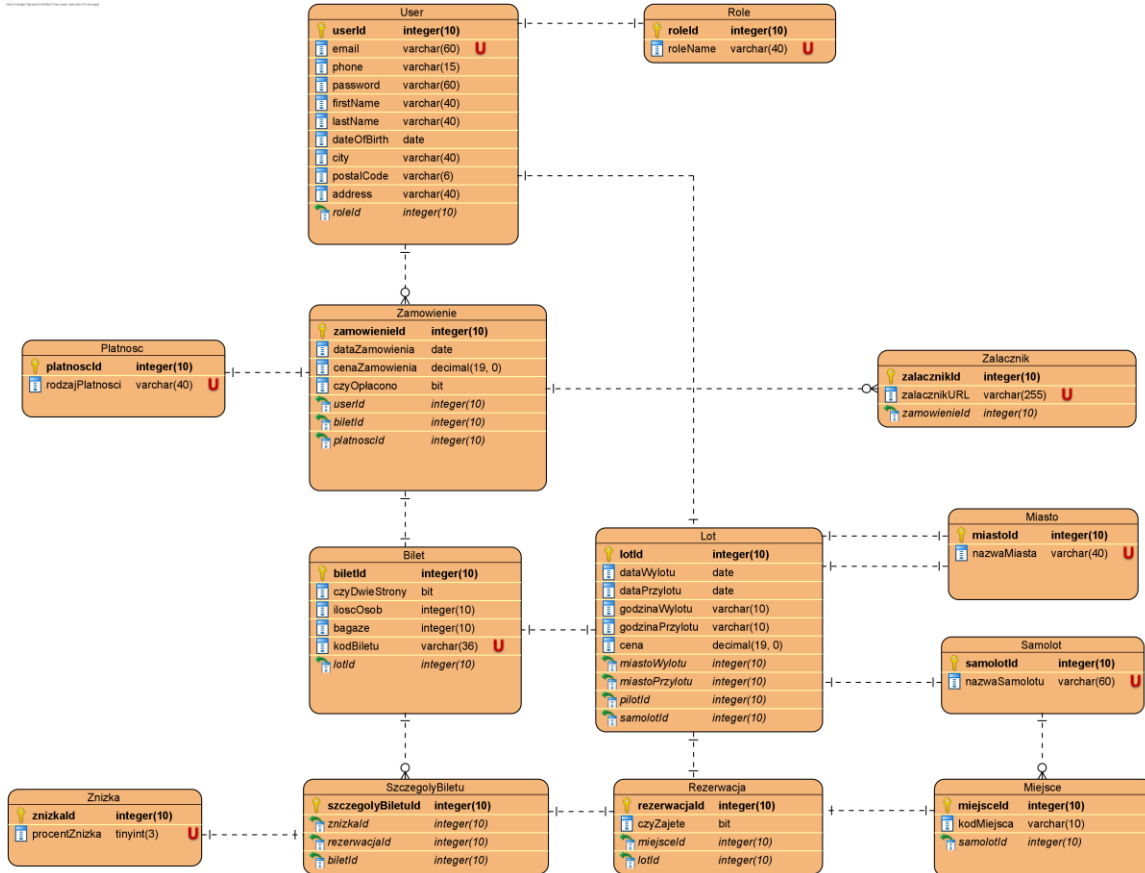 User
userId integer(10)
email varchar(60) U
phone varchar(15)
password varchar(60)
firstName varchar(40)
lastName varchar(40)
dateOfBirth date
city varchar(40)
postalCode varchar(6)
address varchar(40)
roleId integer(10)
Role
roleId integer(10)
roleName varchar(40) U
Zamowienie
zamowienieId integer(10)
dataZamowienia date
cenaZamowienia decimal(19, 0)
czyOpłacono bit
userId integer(10)
biletId integer(10)
platnoscId integer(10)
Platnosc
platnoscId integer(10)
rodzajPlatnosci varchar(40) U
Zalacznik
zalacznikId integer(10)
zalacznikURL varchar(255) U
zamowienieId integer(10)
Bilet
biletId integer(10)
czyDwieStrony bit
iloscOsob integer(10)
bagaze integer(10)
kodBiletu varchar(36) U
lotId integer(10)
Lot
lotId integer(10)
dataWylotu date
dataPrzylotu date
godzinaWylotu varchar(10)
godzinaPrzylotu varchar(10)
cena decimal(19, 0)
miastoWylotu integer(10)
miastoPrzylotu integer(10)
pilotId integer(10)
samolotId integer(10)
Miasto
miastoId integer(10)
nazwaMiasta varchar(40) U
Samolot
samolotId integer(10)
nazwaSamolotu varchar(60) U
Znizka
znizkaId integer(10)
procentZnizka tinyint(3) U
SzczegolyBiletu
szczegolyBiletuId integer(10)
znizkaId integer(10)
rezerwacjaId integer(10)
biletId integer(10)
Rezerwacja
rezerwacjaId integer(10)
czyZajete bit
miejsceId integer(10)
lotId integer(10)
Miejsce
miejsceId integer(10)
kodMiejsca varchar(10)
samolotId integer(10)